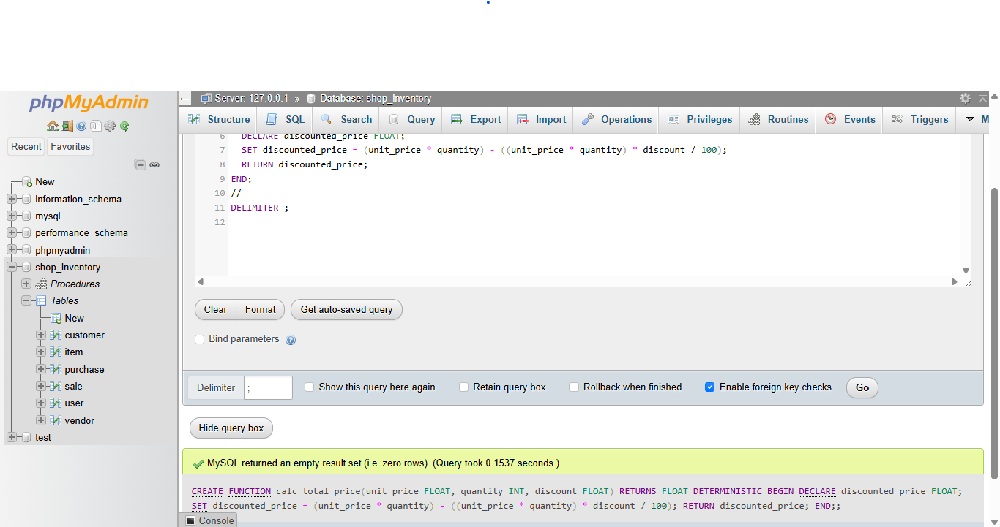 phpMyAdmin
Recent Favorites
New
information_schema
mysql
performance_schema
phpmyadmin
shop_inventory
Procedures
Tables
New
customer
item
purchase
sale
user
vendor
test
Server: 127.0.0.1 » Database: shop_inventory
Structure SQL Search Query Export Import Operations Privileges Routines Events Triggers M
6 DECLARE discounted_price FLOAT;
7 SET discounted_price = (unit_price * quantity) - ((unit_price * quantity) * discount / 100);
8 RETURN discounted_price;
9 END;
10 //
11 DELIMITER ;
12
Clear Format Get auto-saved query
Bind parameters
Delimiter ; Show this query here again Retain query box Rollback when finished Enable foreign key checks Go
Hide query box
MySQL returned an empty result set (i.e. zero rows). (Query took 0.1537 seconds.)
CREATE FUNCTION calc_total_price(unit_price FLOAT, quantity INT, discount FLOAT) RETURNS FLOAT DETERMINISTIC BEGIN DECLARE discounted_price FLOAT;
SET discounted_price = (unit_price * quantity) - ((unit_price * quantity) * discount / 100); RETURN discounted_price; END;;
Console